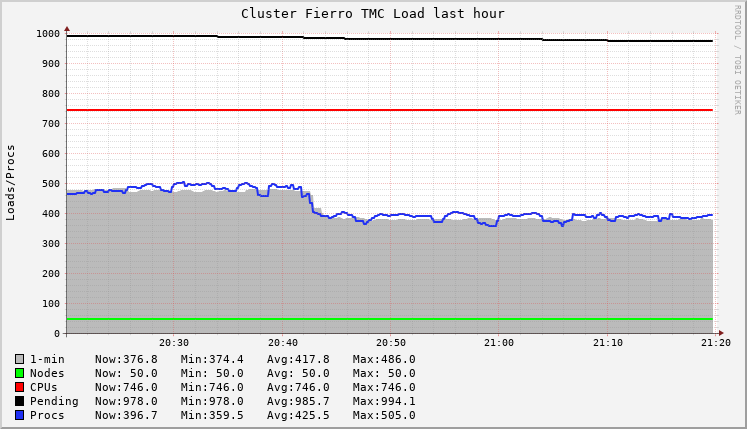 Cluster Fierro TMC Load last hour
RRDTOOL / TOBI OETIKER
Loads/Procs
1000
900
800
700
600
500
400
300
200
100
0
20:30 20:40 20:50 21:00 21:10 21:20
1-min Now:376.8 Min:374.4 Avg:417.8 Max:486.0
Nodes Now: 50.0 Min: 50.0 Avg: 50.0 Max: 50.0
CPUs Now:746.0 Min:746.0 Avg:746.0 Max:746.0
Pending Now:978.0 Min:978.0 Avg:985.7 Max:994.1
Procs Now:396.7 Min:359.5 Avg:425.5 Max:505.0